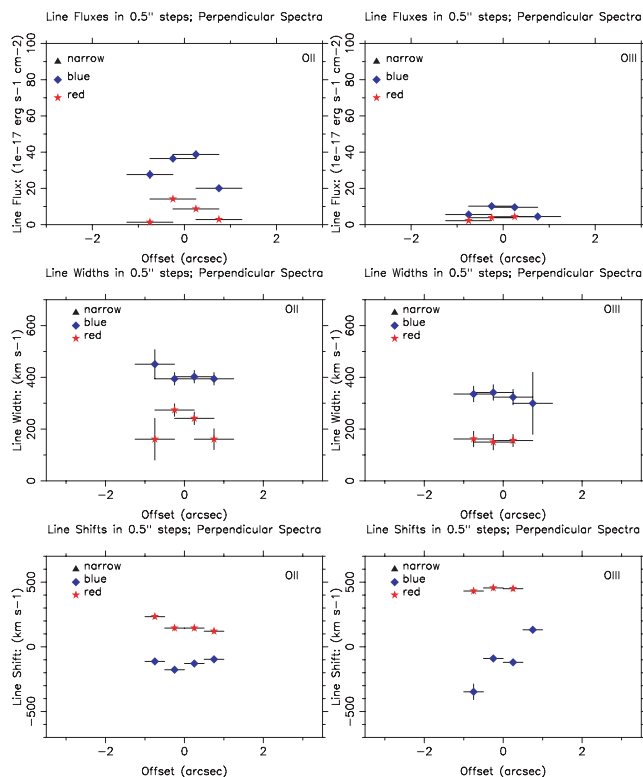 Line Fluxes in 0.5" steps; Perpendicular Spectra
Line Flux: (1e-17 erg s-1 cm-2)
100
80
60
40
20
0
narrow
blue
red
OII
-2 0 2
Offset (arcsec)
Line Fluxes in 0.5" steps; Perpendicular Spectra
Line Flux: (1e-17 erg s-1 cm-2)
100
80
60
40
20
0
narrow
blue
red
OIII
-2 0 2
Offset (arcsec)
Line Widths in 0.5" steps; Perpendicular Spectra
Line Width: (km s-1)
600
400
200
0
narrow
blue
red
OII
-2 0 2
Offset (arcsec)
Line Widths in 0.5" steps; Perpendicular Spectra
Line Width: (km s-1)
600
400
200
0
narrow
blue
red
OIII
-2 0 2
Offset (arcsec)
Line Shifts in 0.5" steps; Perpendicular Spectra
Line Shift: (km s-1)
500
0
-500
narrow
blue
red
OII
-2 0 2
Offset (arcsec)
Line Shifts in 0.5" steps; Perpendicular Spectra
Line Shift: (km s-1)
500
0
-500
narrow
blue
red
OIII
-2 0 2
Offset (arcsec)